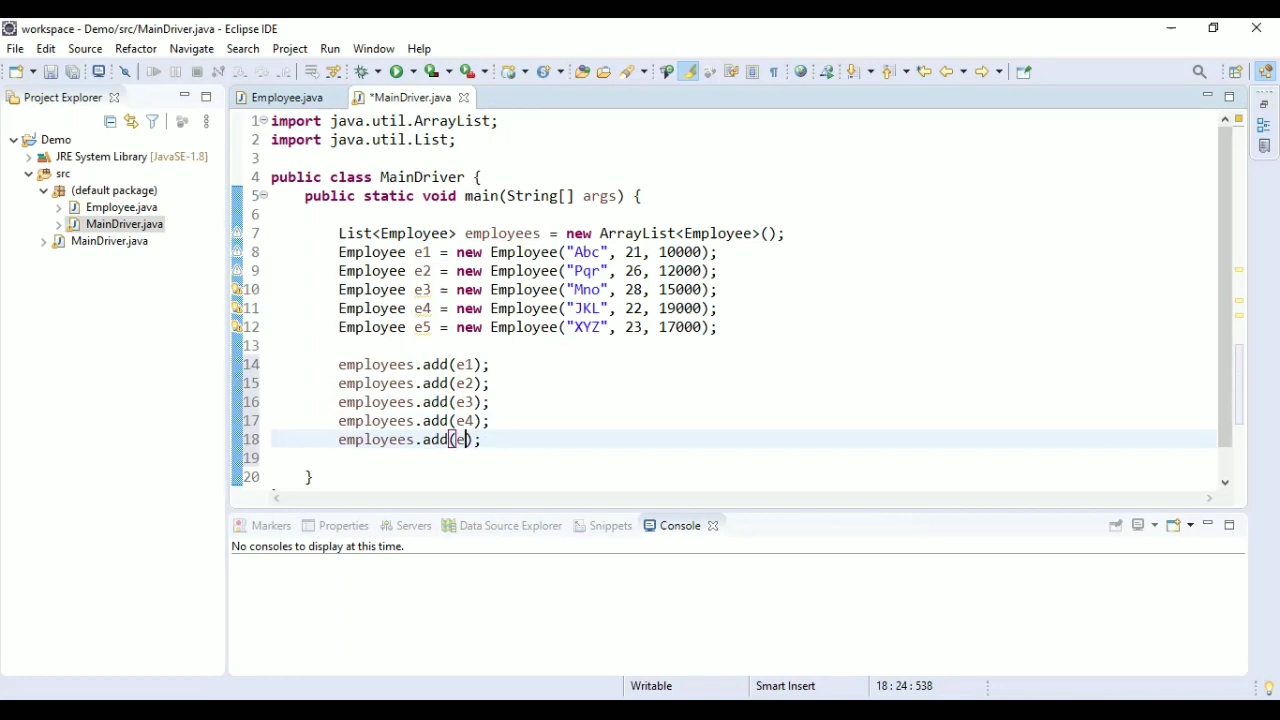 workspace - Demo/src/MainDriver.java - Eclipse IDE
File Edit Source Refactor Navigate Search Project Run Window Help
Project Explorer
Demo
JRE System Library [JavaSE-1.8]
src
(default package)
Employee.java
MainDriver.java
MainDriver.java
Employee.java *MainDriver.java
1 import java.util.ArrayList;
2 import java.util.List;
3
4 public class MainDriver {
5 public static void main(String[] args) {
6
7 List<Employee> employees = new ArrayList<Employee>();
8 Employee e1 = new Employee("Abc", 21, 10000);
9 Employee e2 = new Employee("Pqr", 26, 12000);
10 Employee e3 = new Employee("Mno", 28, 15000);
11 Employee e4 = new Employee("JKL", 22, 19000);
12 Employee e5 = new Employee("XYZ", 23, 17000);
13
14 employees.add(e1);
15 employees.add(e2);
16 employees.add(e3);
17 employees.add(e4);
18 employees.add(e);
19
20 }
Markers Properties Servers Data Source Explorer Snippets Console
No consoles to display at this time.
Writable Smart Insert 18 : 24 : 538